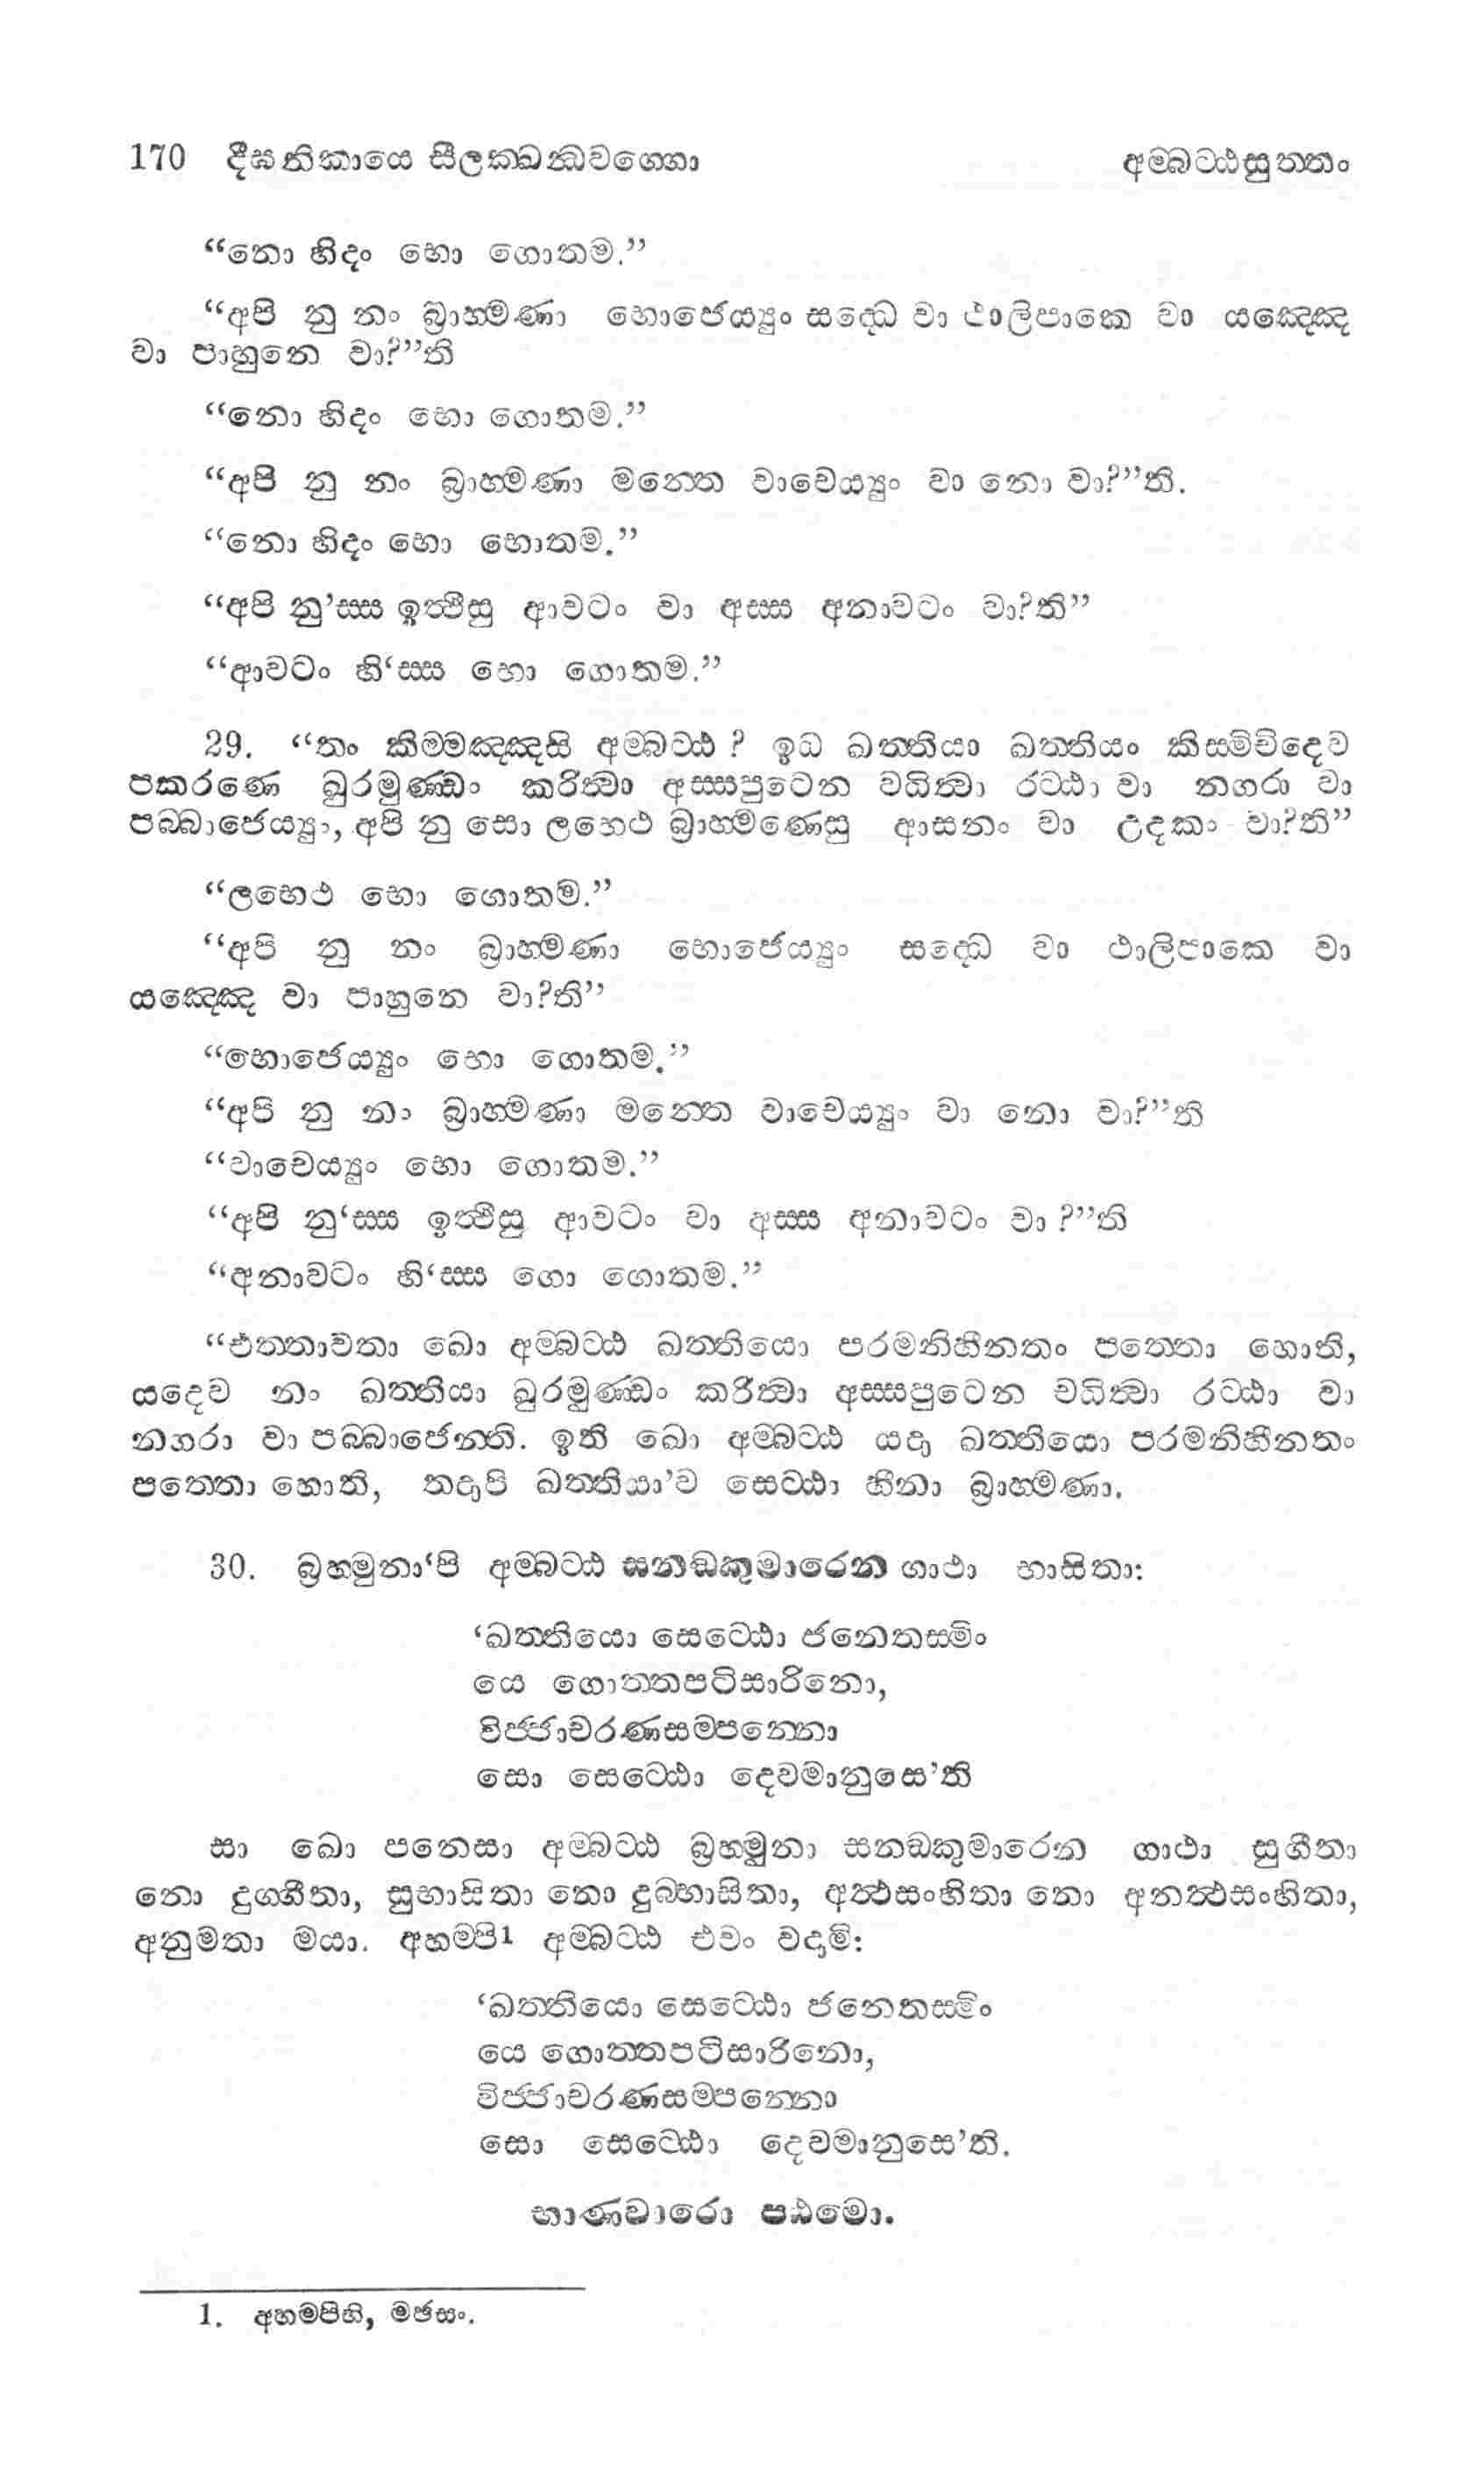 170 දීඝනිකායෙ සීලක්ඛන්ධවග්ගො අම්බට්ඨසුත්තං
“නො හිදං භො ගොතම.”
“අපි නු නං බ්‍රාහ්මණා භොජෙය්‍යුං සද්ධෙ වා ථාලිපාකෙ වා යඤ්ඤෙ
වා පාහුනෙ වා?”ති
“නො හිදං භො ගොතම.”
“අපි නු නං බ්‍රාහ්මණා මන්තෙ වාචෙය්‍යුං වා නො වා?”ති.
“නො හිදං භො භොතම.”
“අපි නු’ස්ස ඉත්ථීසු ආවටං වා අස්ස අනාවටං වා?ති”
“ආවටං හි‘ස්ස භො ගොතම.”
29. “තං කිම්මඤ්ඤසි අම්බට්ඨ? ඉධ ඛත්තියා ඛත්තියං කිස්මිචිදෙව
පකරණෙ ඛුරමුණ්ඩං කරිත්‍වා අස්සපුටෙන වධිත්‍වා රට්ඨා වා නගරා වා
පබ්බාජෙය්‍යුං, අපි නු සො ලභෙථ බ්‍රාහ්මණෙසු ආසනං වා උදකං වා?ති”
“ලභෙථ භො ගොතම.”
“අපි නු නං බ්‍රාහ්මණා භොජෙය්‍යුං සද්ධෙ වා ථාලිපාකෙ වා
යඤ්ඤෙ වා පාහුනෙ වා?ති”
“භොජෙය්‍යුං භො ගොතම.”
“අපි නු නං බ්‍රාහ්මණා මන්තෙ වාචෙය්‍යුං වා නො වා?”ති
“වාචෙය්‍යුං භො ගොතම.”
“අපි නු‘ස්ස ඉත්ථීසු ආවටං වා අස්ස අනාවටං වා ?”ති
“අනාවටං හි‘ස්ස ගො ගොතම.”
“එත්තාවතා ඛො අම්බට්ඨ ඛත්තියො පරමනිහීනතං පත්තො හොති,
යදෙව නං ඛත්තියා ඛුරමුණ්ඩං කරිත්‍වා අස්සපුටෙන වධිත්‍වා රට්ඨා වා
නගරා වා පබ්බාජෙන්ති. ඉති ඛො අම්බට්ඨ යදා ඛත්තියො පරමනිහීනතං
පත්තො හොති, තදාපි ඛත්තියා’ව සෙට්ඨා හීනා බ්‍රාහ්මණා.
30. බ්‍රහ්මුනා‘පි අම්බට්ඨ සනඞ්කුමාරෙන ගාථා භාසිතා:
‘ඛත්තියො සෙට්ඨො ජනෙතස්මිං
යෙ ගොත්තපටිසාරිනො,
විජ්ජාචරණසම්පන්නො
සො සෙට්ඨො දෙවමානුසෙ’ති
සා ඛො පනෙසා අම්බට්ඨ බ්‍රහ්මුනා සනඞ්කුමාරෙන ගාථා සුගීතා
නො දුග්ගීතා, සුභාසිතා නො දුබ්භාසිතා, අත්ථසංහිතා නො අනත්ථසංහිතා,
අනුමතා මයා. අහම්පි¹ අම්බට්ඨ එවං වදාමි:
‘ඛත්තියො සෙට්ඨො ජනෙතස්මිං
යෙ ගොත්තපටිසාරිනො,
විජ්ජාචරණසම්පන්නො
සො සෙට්ඨො දෙවමානුසෙ’ති.
භාණවාරො පඨමො.
1. අහම්පිහි, මඡසං.